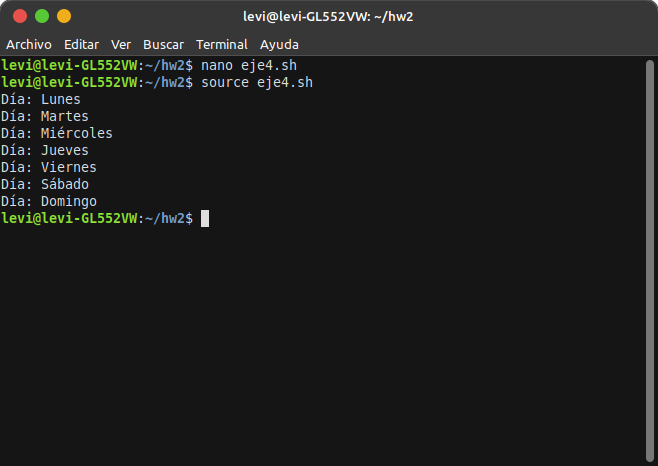 levi@levi-GL552VW: ~/hw2
Archivo Editar Ver Buscar Terminal Ayuda
levi@levi-GL552VW:~/hw2$ nano eje4.sh
levi@levi-GL552VW:~/hw2$ source eje4.sh
Día: Lunes
Día: Martes
Día: Miércoles
Día: Jueves
Día: Viernes
Día: Sábado
Día: Domingo
levi@levi-GL552VW:~/hw2$